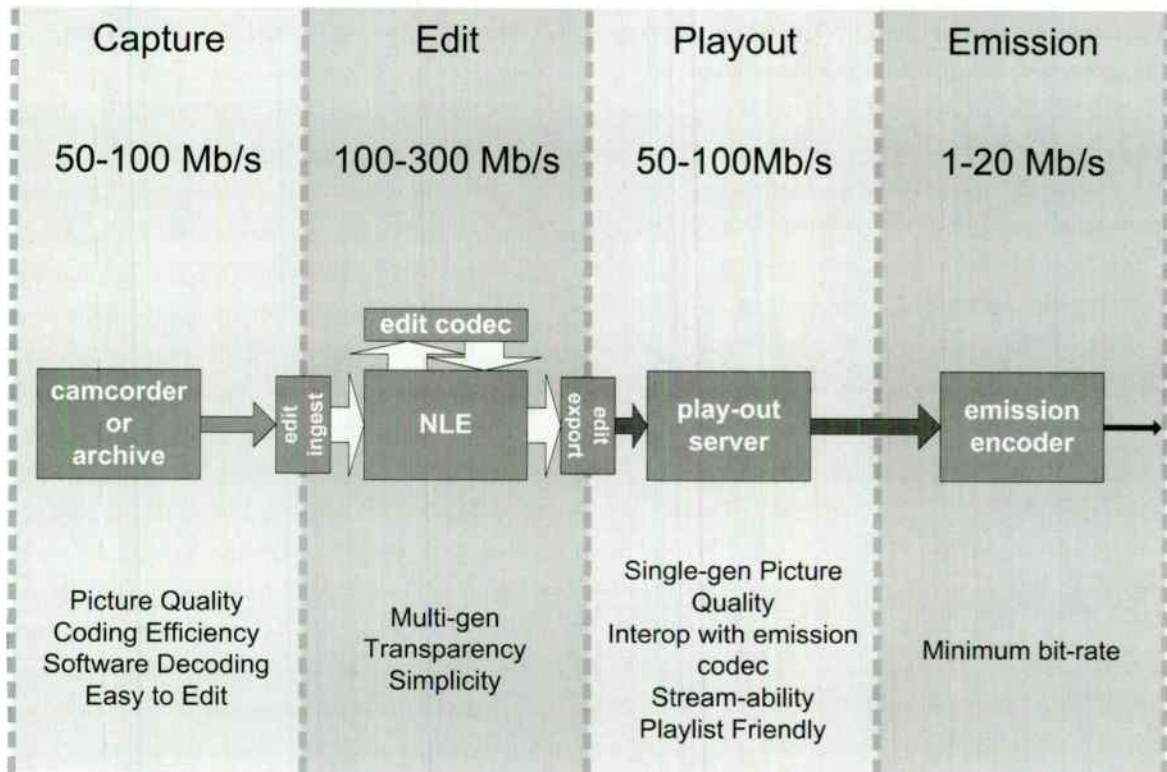 Capture
Edit
Playout
Emission
50-100 Mb/s
100-300 Mb/s
50-100Mb/s
1-20 Mb/s
edit codec
camcorder
or
archive
edit
ingest
NLE
edit
export
play-out
server
emission
encoder
Picture Quality
Coding Efficiency
Software Decoding
Easy to Edit
Multi-gen
Transparency
Simplicity
Single-gen Picture
Quality
Interop with emission
codec
Stream-ability
Playlist Friendly
Minimum bit-rate